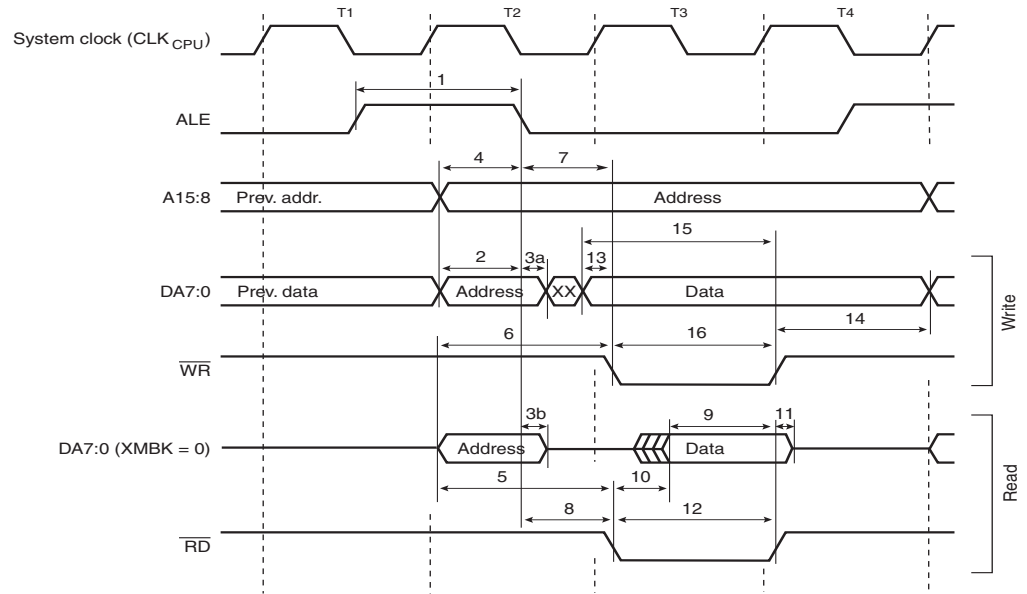 T1 T2 T3 T4
System clock (CLK CPU)
1
ALE
4 7
A15:8 Prev. addr. Address
15
2 3a 13
DA7:0 Prev. data Address XX Data
14
6 16
WR
Write
3b 9 11
DA7:0 (XMBK = 0) Address Data
5 10
8 12
RD
Read